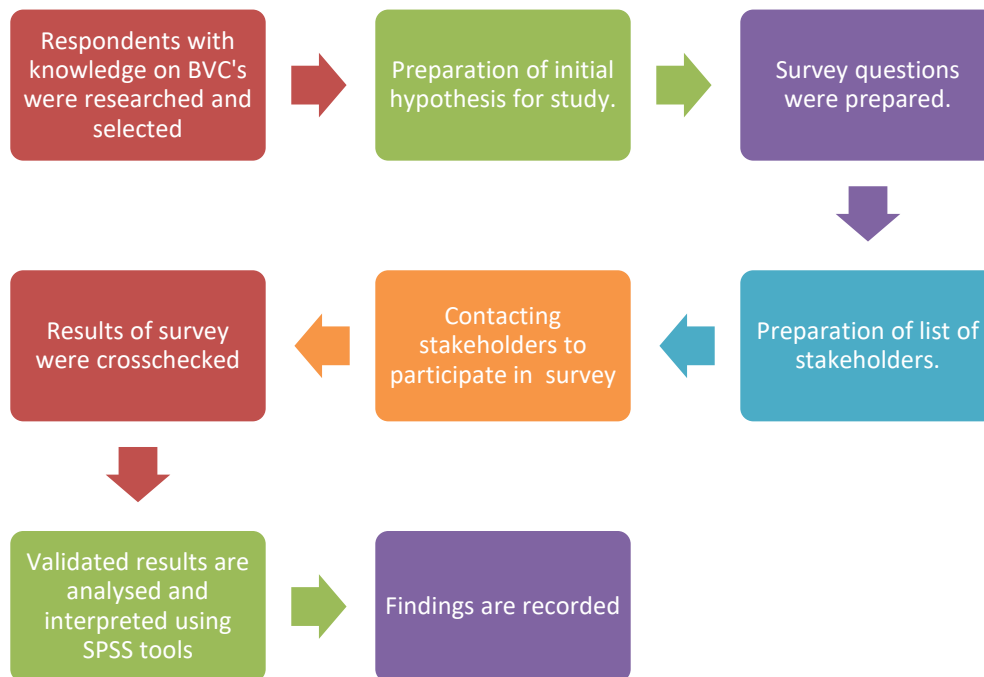 Respondents with
knowledge on BVC's
were researched and
selected
Preparation of initial
hypothesis for study.
Survey questions
were prepared.
Preparation of list of
stakeholders.
Contacting
stakeholders to
participate in  survey
Results of survey
were crosschecked
Validated results are
analysed and
interpreted using
SPSS tools
Findings are recorded